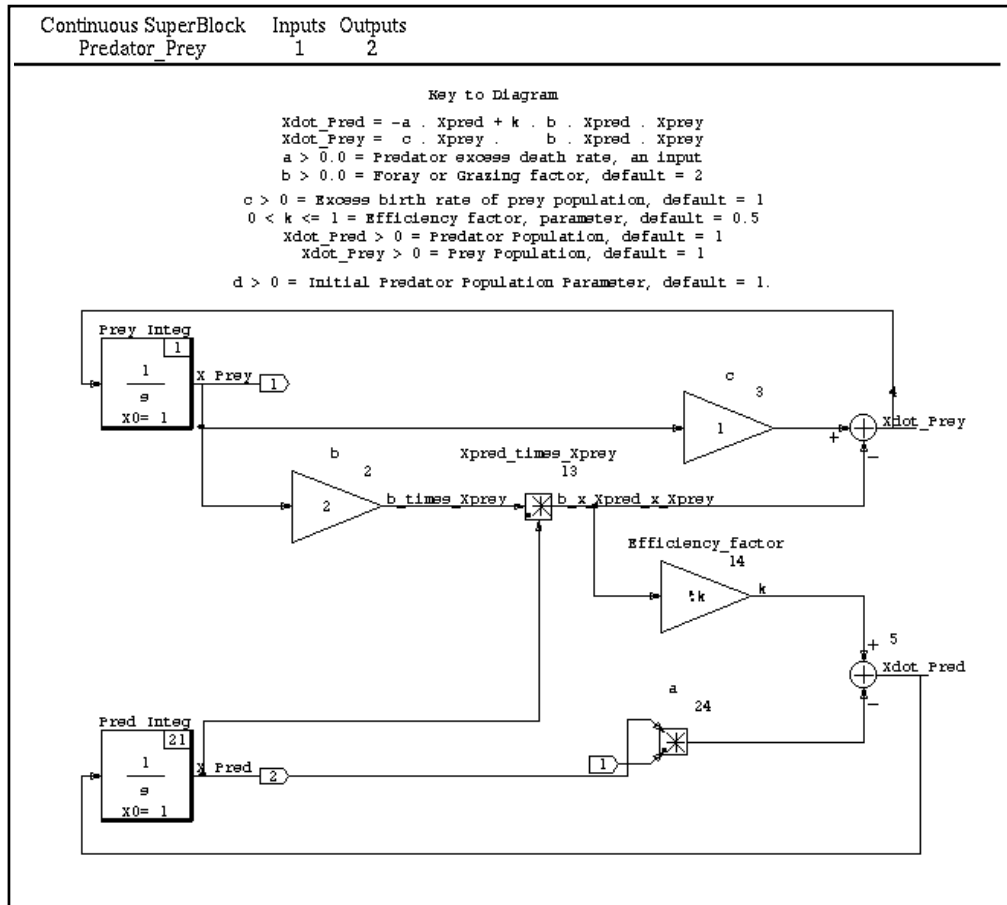 Continuous SuperBlock Inputs Outputs
Predator_Prey 1 2
Key to Diagram
Xdot_Pred = -a . Xpred + k . b . Xpred . Xprey
Xdot_Prey = c . Xprey . b . Xpred . Xprey
a > 0.0 = Predator excess death rate, an input
b > 0.0 = Foray or Grazing factor, default = 2
c > 0 = Excess birth rate of prey population, default = 1
0 < k <= 1 = Efficiency factor, parameter, default = 0.5
Xdot_Pred > 0 = Predator Population, default = 1
Xdot_Prey > 0 = Prey Population, default = 1
d > 0 = Initial Predator Population Parameter, default = 1.
Prey Integ
1
1
s
X0= 1
X_Prey
1
c
3
1
4
+
Xdot_Prey
-
b
2
2
b_times_Xprey
Xpred_times_Xprey
13
b_x_Xpred_x_Xprey
Efficiency_factor
14
*k
k
+
5
Xdot_Pred
-
a
24
1
Pred Integ
21
1
s
X0= 1
X_Pred
2